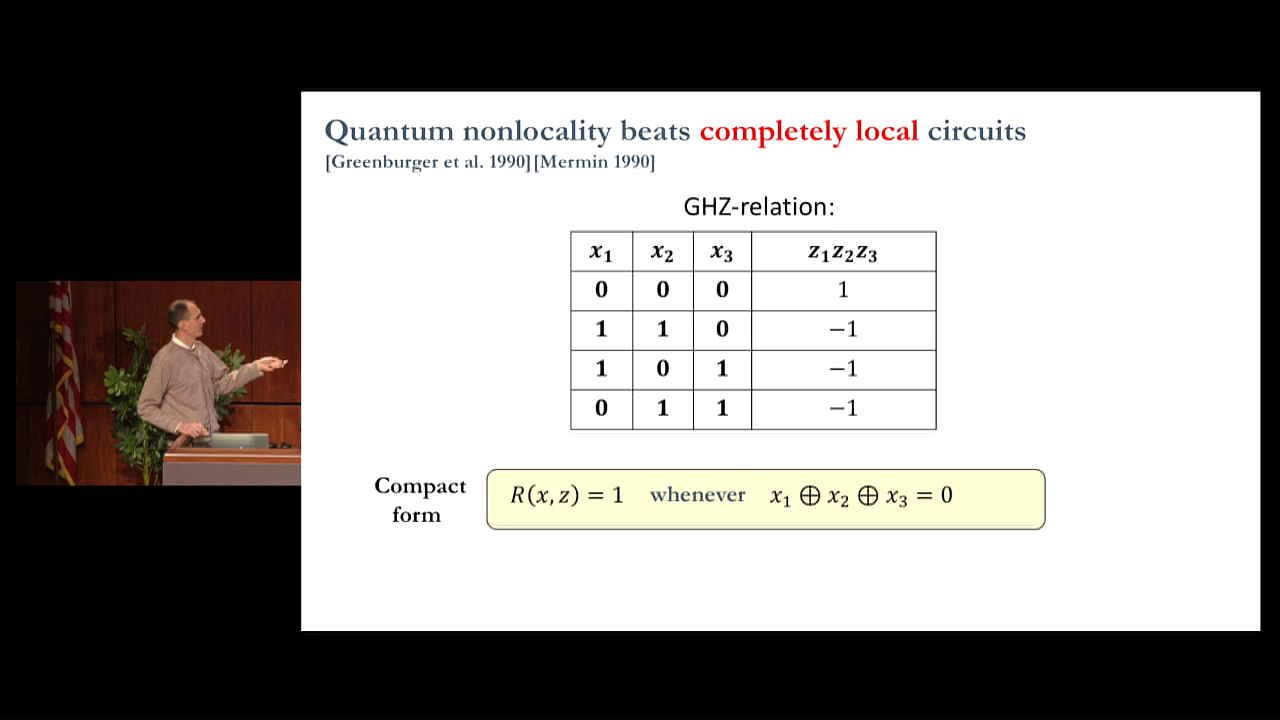 Quantum nonlocality beats completely local circuits
[Greenburger et al. 1990][Mermin 1990]
GHZ-relation:
x₁ x₂ x₃ z₁z₂z₃
0 0 0 1
1 1 0 −1
1 0 1 −1
0 1 1 −1
Compact
form
R(x, z) = 1 whenever x₁ ⊕ x₂ ⊕ x₃ = 0